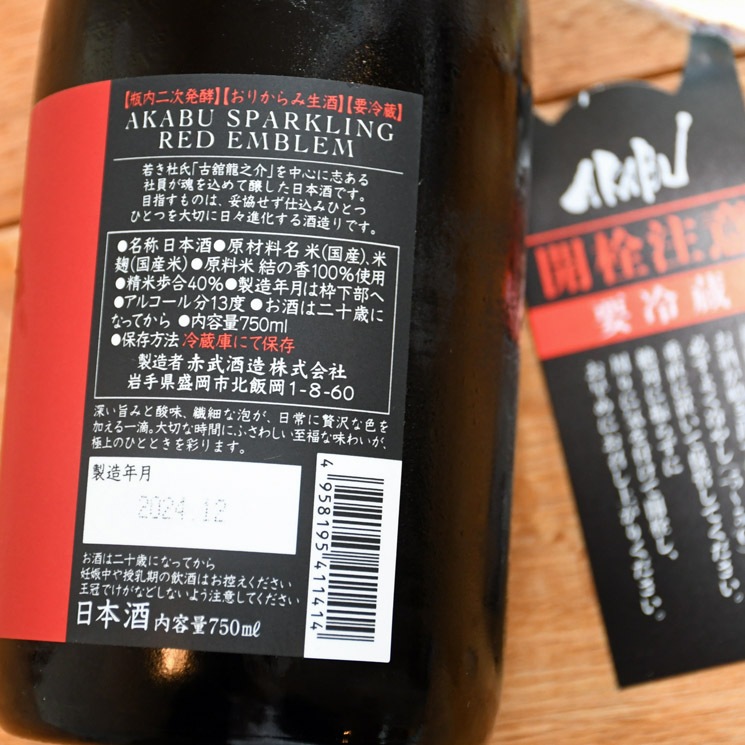 【瓶内二次発酵】【おりがらみ生酒】【要冷蔵】
AKABU SPARKLING
RED EMBLEM
若き杜氏「古舘龍之介」を中心に志ある
社員が魂を込めて醸した日本酒です。
目指すものは、妥協せず仕込みひとつ
ひとつを大切に日々進化する酒造りです。
●名称 日本酒●原材料名 米(国産)、米
麹(国産米)●原料米 結の香100%使用
●精米歩合40%●製造年月は枠下部へ
●アルコール分13度 ●お酒は二十歳に
なってから ●内容量750ml
●保存方法 冷蔵庫にて保存
製造者 赤武酒造株式会社
岩手県盛岡市北飯岡1-8-60
深い旨みと酸味、繊細な泡が、日常に贅沢な色を
加える一滴。大切な時間にふさわしい至福な味わいが、
極上のひとときを彩ります。
製造年月
2024.12
お酒は二十歳になってから
妊娠中や授乳期の飲酒はお控えください
王冠でけがなどしないよう注意してください
日本酒 内容量750mℓ
4958195411414
AKABU
開栓注意
要冷蔵